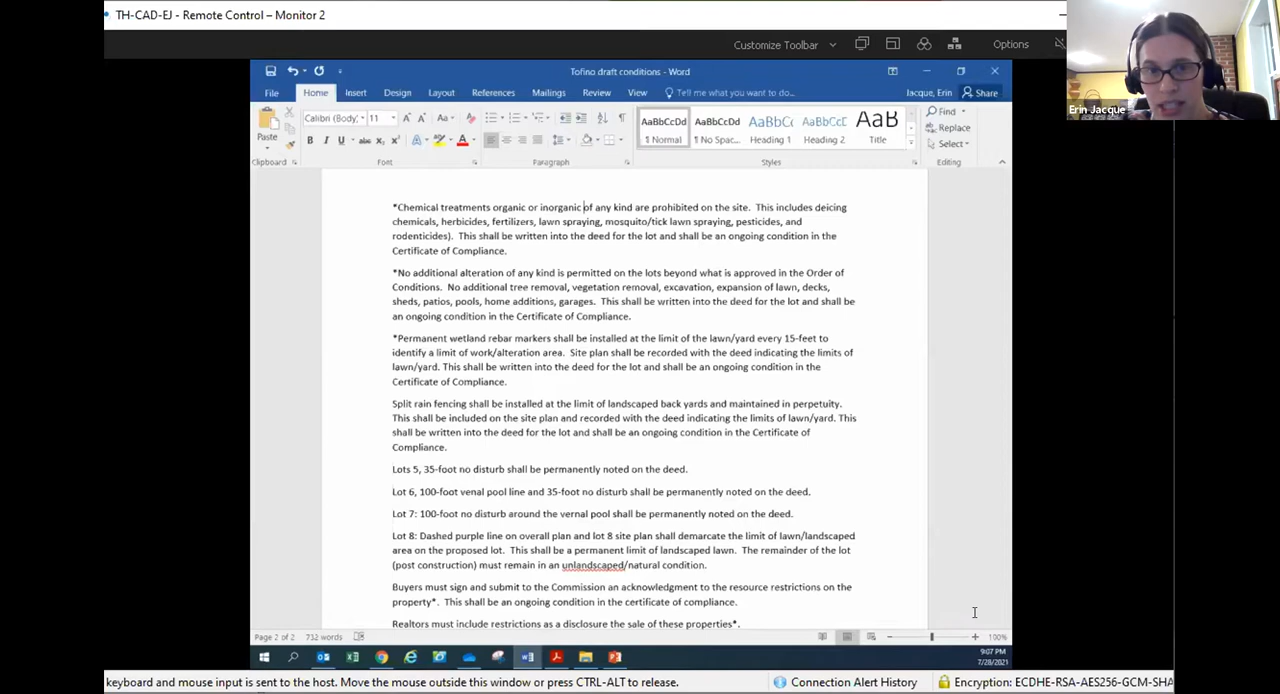 TH-CAD-EJ - Remote Control – Monitor 2
Customize Toolbar
Options
Erin Jacque
Tofino draft conditions - Word
File Home Insert Design Layout References Mailings Review View Tell me what you want to do... Jacque, Erin Share
Paste
Calibri (Body) 11
AaBbCcDd AaBbCcDd AaBbCc AaBbCcD AaB
¶ Normal ¶ No Spac... Heading 1 Heading 2 Title
Find
Replace
Select
Clipboard Font Paragraph Styles Editing
*Chemical treatments organic or inorganic of any kind are prohibited on the site. This includes deicing
chemicals, herbicides, fertilizers, lawn spraying, mosquito/tick lawn spraying, pesticides, and
rodenticides). This shall be written into the deed for the lot and shall be an ongoing condition in the
Certificate of Compliance.
*No additional alteration of any kind is permitted on the lots beyond what is approved in the Order of
Conditions. No additional tree removal, vegetation removal, excavation, expansion of lawn, decks,
sheds, patios, pools, home additions, garages. This shall be written into the deed for the lot and shall be
an ongoing condition in the Certificate of Compliance.
*Permanent wetland rebar markers shall be installed at the limit of the lawn/yard every 15-feet to
identify a limit of work/alteration area. Site plan shall be recorded with the deed indicating the limits of
lawn/yard. This shall be written into the deed for the lot and shall be an ongoing condition in the
Certificate of Compliance.
Split rain fencing shall be installed at the limit of landscaped back yards and maintained in perpetuity.
This shall be included on the site plan and recorded with the deed indicating the limits of lawn/yard. This
shall be written into the deed for the lot and shall be an ongoing condition in the Certificate of
Compliance.
Lots 5, 35-foot no disturb shall be permanently noted on the deed.
Lot 6, 100-foot venal pool line and 35-foot no disturb shall be permanently noted on the deed.
Lot 7: 100-foot no disturb around the vernal pool shall be permanently noted on the deed.
Lot 8: Dashed purple line on overall plan and lot 8 site plan shall demarcate the limit of lawn/landscaped
area on the proposed lot. This shall be a permanent limit of landscaped lawn. The remainder of the lot
(post construction) must remain in an unlandscaped/natural condition.
Buyers must sign and submit to the Commission an acknowledgment to the resource restrictions on the
property*. This shall be an ongoing condition in the certificate of compliance.
Realtors must include restrictions as a disclosure the sale of these properties*.
Page 2 of 2 732 words 100%
9:07 PM
7/28/2021
keyboard and mouse input is sent to the host. Move the mouse outside this window or press CTRL-ALT to release. Connection Alert History Encryption: ECDHE-RSA-AES256-GCM-SHA